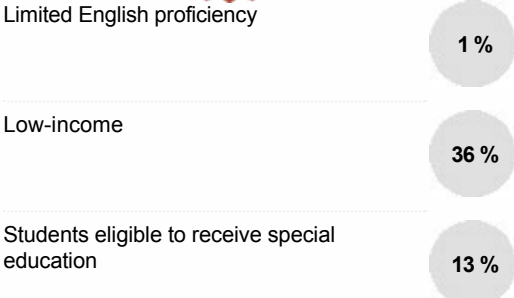 Limited English proficiency
1 %
Low-income
36 %
Students eligible to receive special
education
13 %